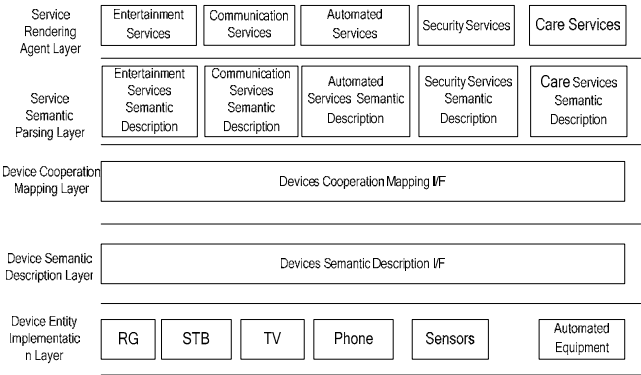 Service
Rendering
Agent Layer
Entertainment
Services
Communication
Services
Automated
Services
Security Services
Care Services
Service
Semantic
Parsing Layer
Entertainment
Services
Semantic
Description
Communication
Services
Semantic
Description
Automated
Services Semantic
Description
Security Services
Semantic
Description
Care Services
Semantic
Description
Device Cooperation
Mapping Layer
Devices Cooperation Mapping I/F
Device Semantic
Description Layer
Devices Semantic Description I/F
Device Entity
Implementatio
n Layer
RG
STB
TV
Phone
Sensors
Automated
Equipment